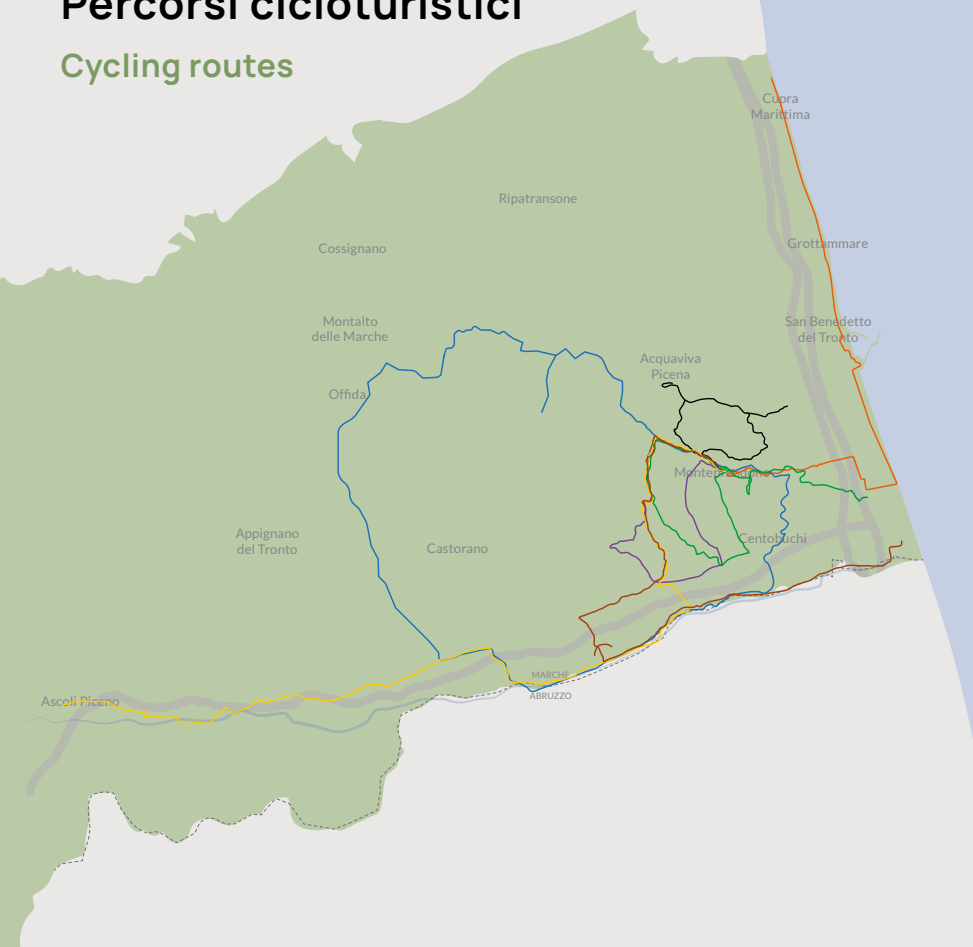 Percorsi cicloturistici
Cycling routes
Cupra
Marittima
Ripatransone
Cossignano
Grottammare
Montalto
delle Marche
San Benedetto
del Tronto
Acquaviva
Picena
Offida
Monteprandone
Appignano
del Tronto
Castorano
Centobuchi
MARCHE
ABRUZZO
Ascoli Piceno